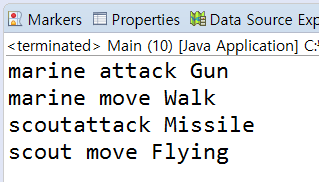 Markers Properties Data Source Exp
<terminated> Main (10) [Java Application] C:
marine attack Gun
marine move Walk
scoutattack Missile
scout move Flying